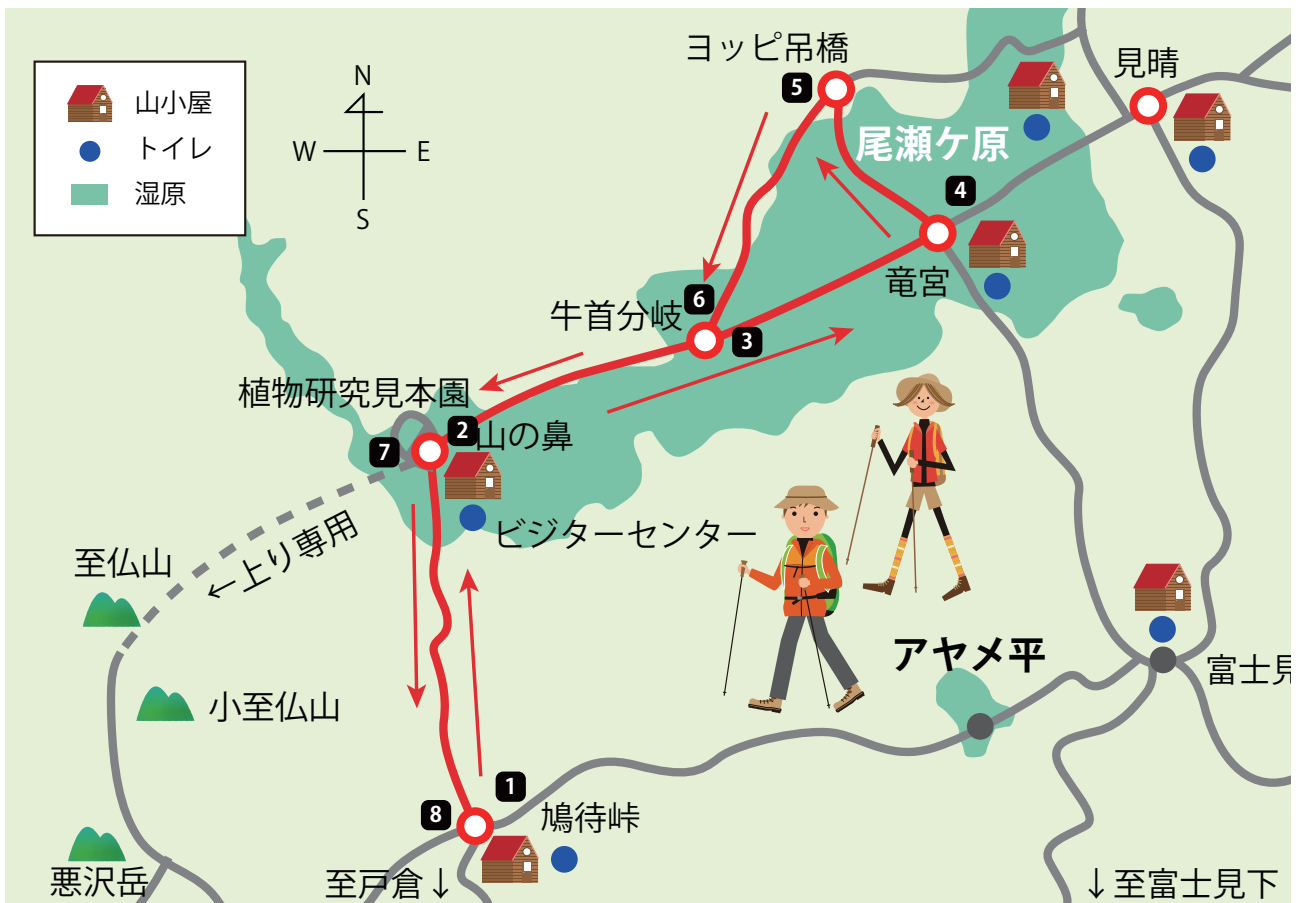 山小屋
トイレ
湿原
N
W
E
S
ヨッピ吊橋
5
見晴
尾瀬ケ原
4
竜宮
6
牛首分岐
3
植物研究見本園
2
山の鼻
7
ビジターセンター
←上り専用
至仏山
小至仏山
アヤメ平
富士見
1
8
鳩待峠
悪沢岳
至戸倉↓
↓至富士見下